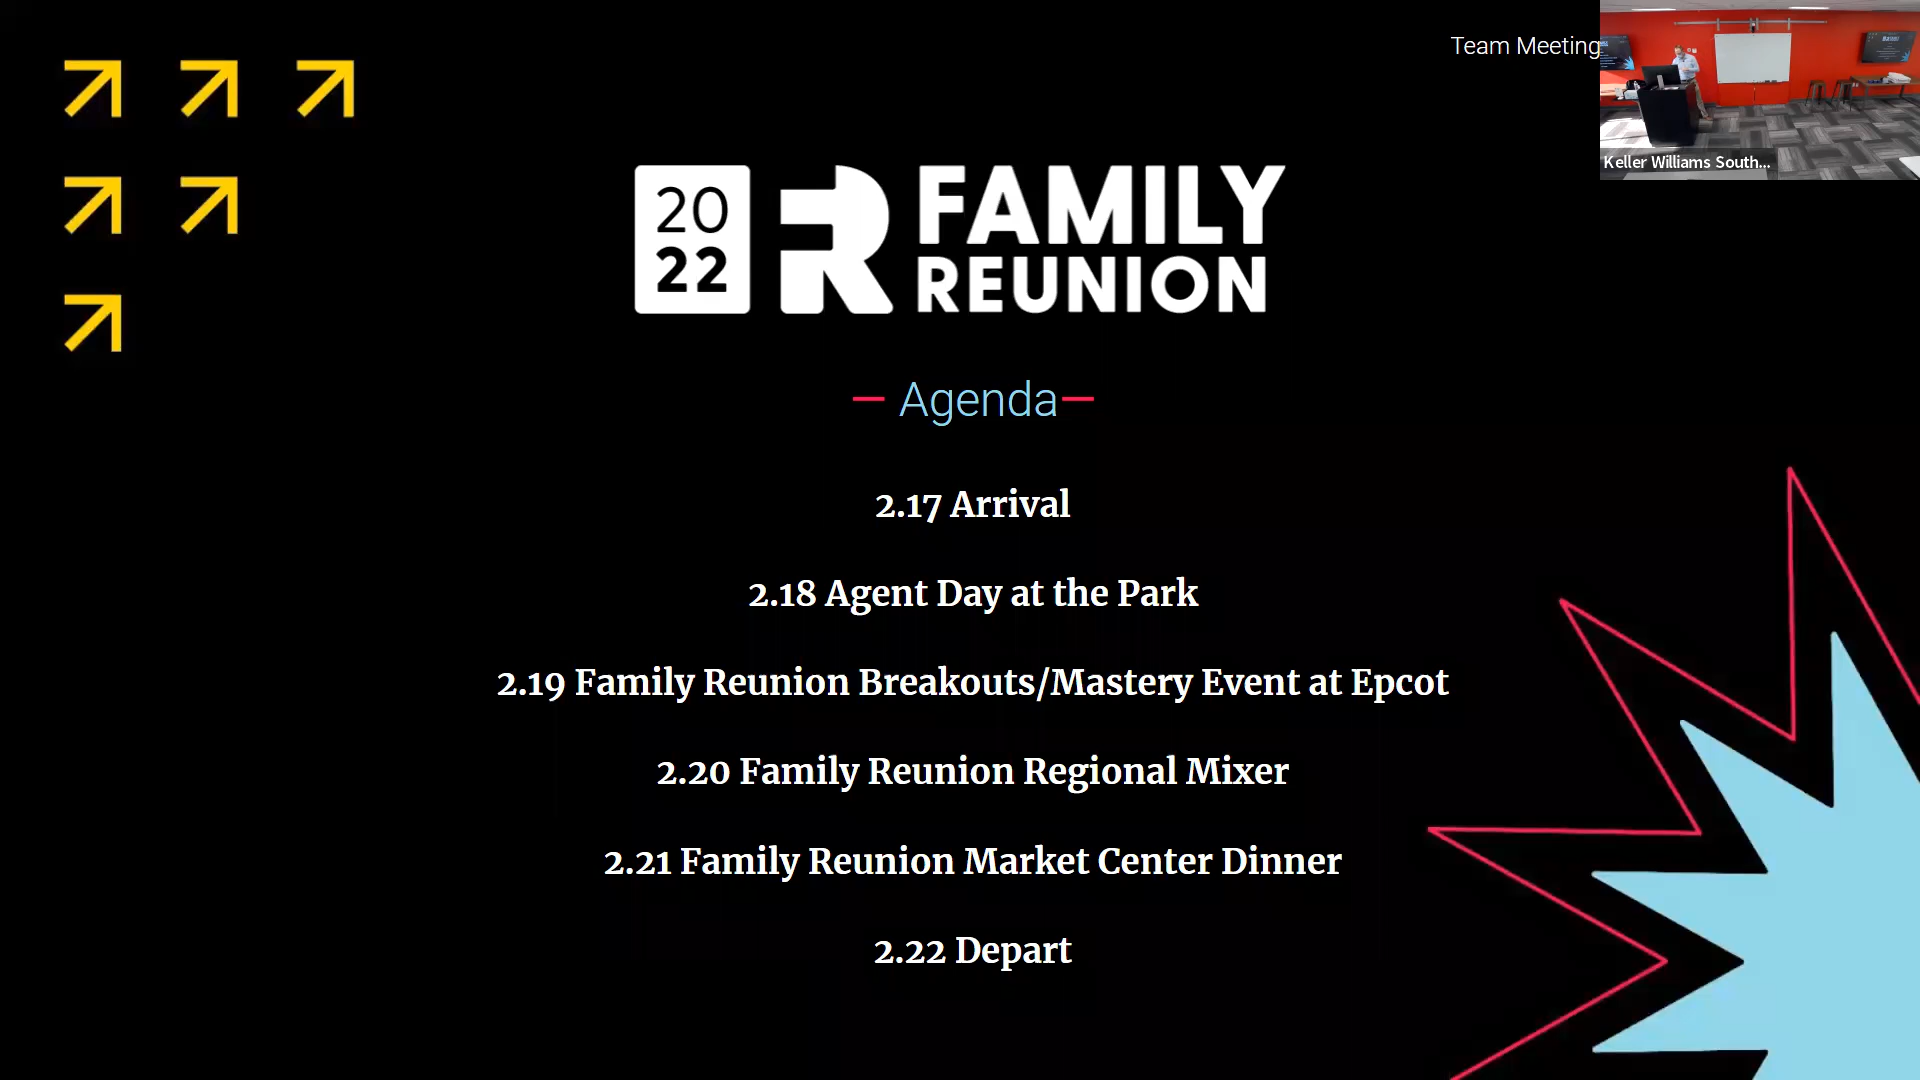 Team Meeting
Keller Williams South...
20
22
FAMILY
REUNION
Agenda
2.17 Arrival
2.18 Agent Day at the Park
2.19 Family Reunion Breakouts/Mastery Event at Epcot
2.20 Family Reunion Regional Mixer
2.21 Family Reunion Market Center Dinner
2.22 Depart